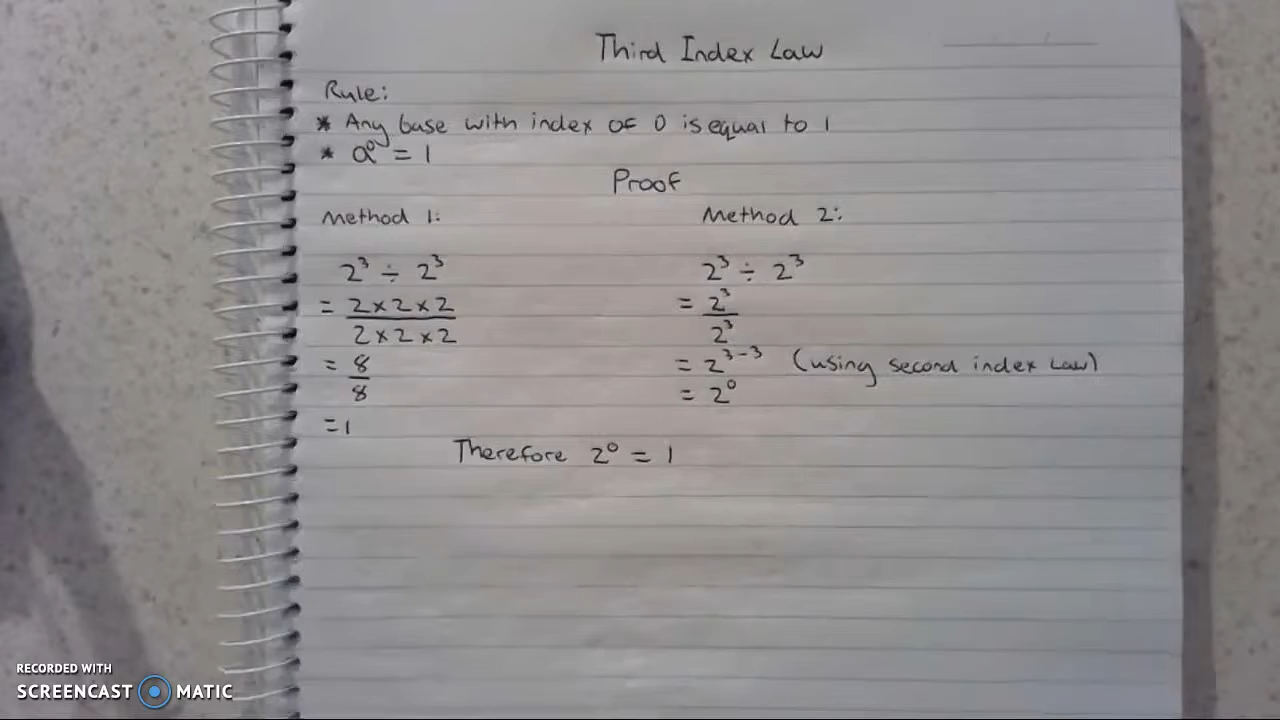 Third Index Law
Rule:
* Any base with index of 0 is equal to 1
* a⁰ = 1
Proof
Method 1:
2³ ÷ 2³
= 2 × 2 × 2
2 × 2 × 2
= 8
8
= 1
Method 2:
2³ ÷ 2³
= 2³
2³
= 2³⁻³ (using second index Law)
= 2⁰
Therefore 2⁰ = 1
RECORDED WITH
SCREENCAST MATIC